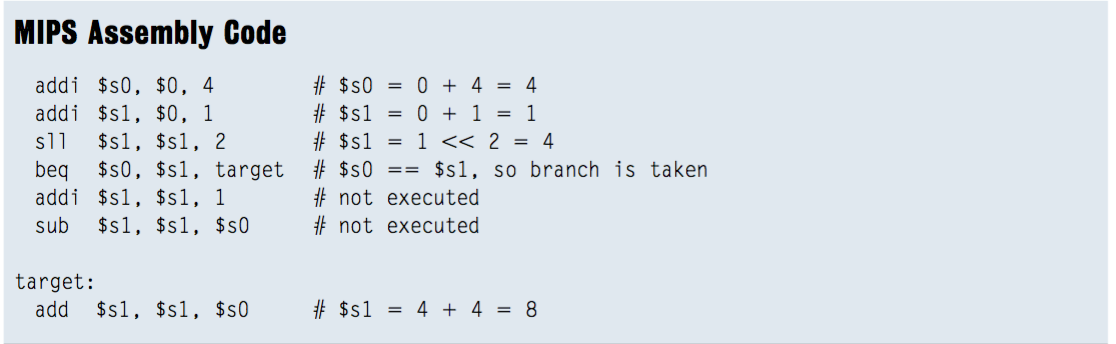 MIPS Assembly Code
addi $s0, $0, 4 # $s0 = 0 + 4 = 4
addi $s1, $0, 1 # $s1 = 0 + 1 = 1
sll $s1, $s1, 2 # $s1 = 1 << 2 = 4
beq $s0, $s1, target # $s0 == $s1, so branch is taken
addi $s1, $s1, 1 # not executed
sub $s1, $s1, $s0 # not executed
target:
add $s1, $s1, $s0 # $s1 = 4 + 4 = 8